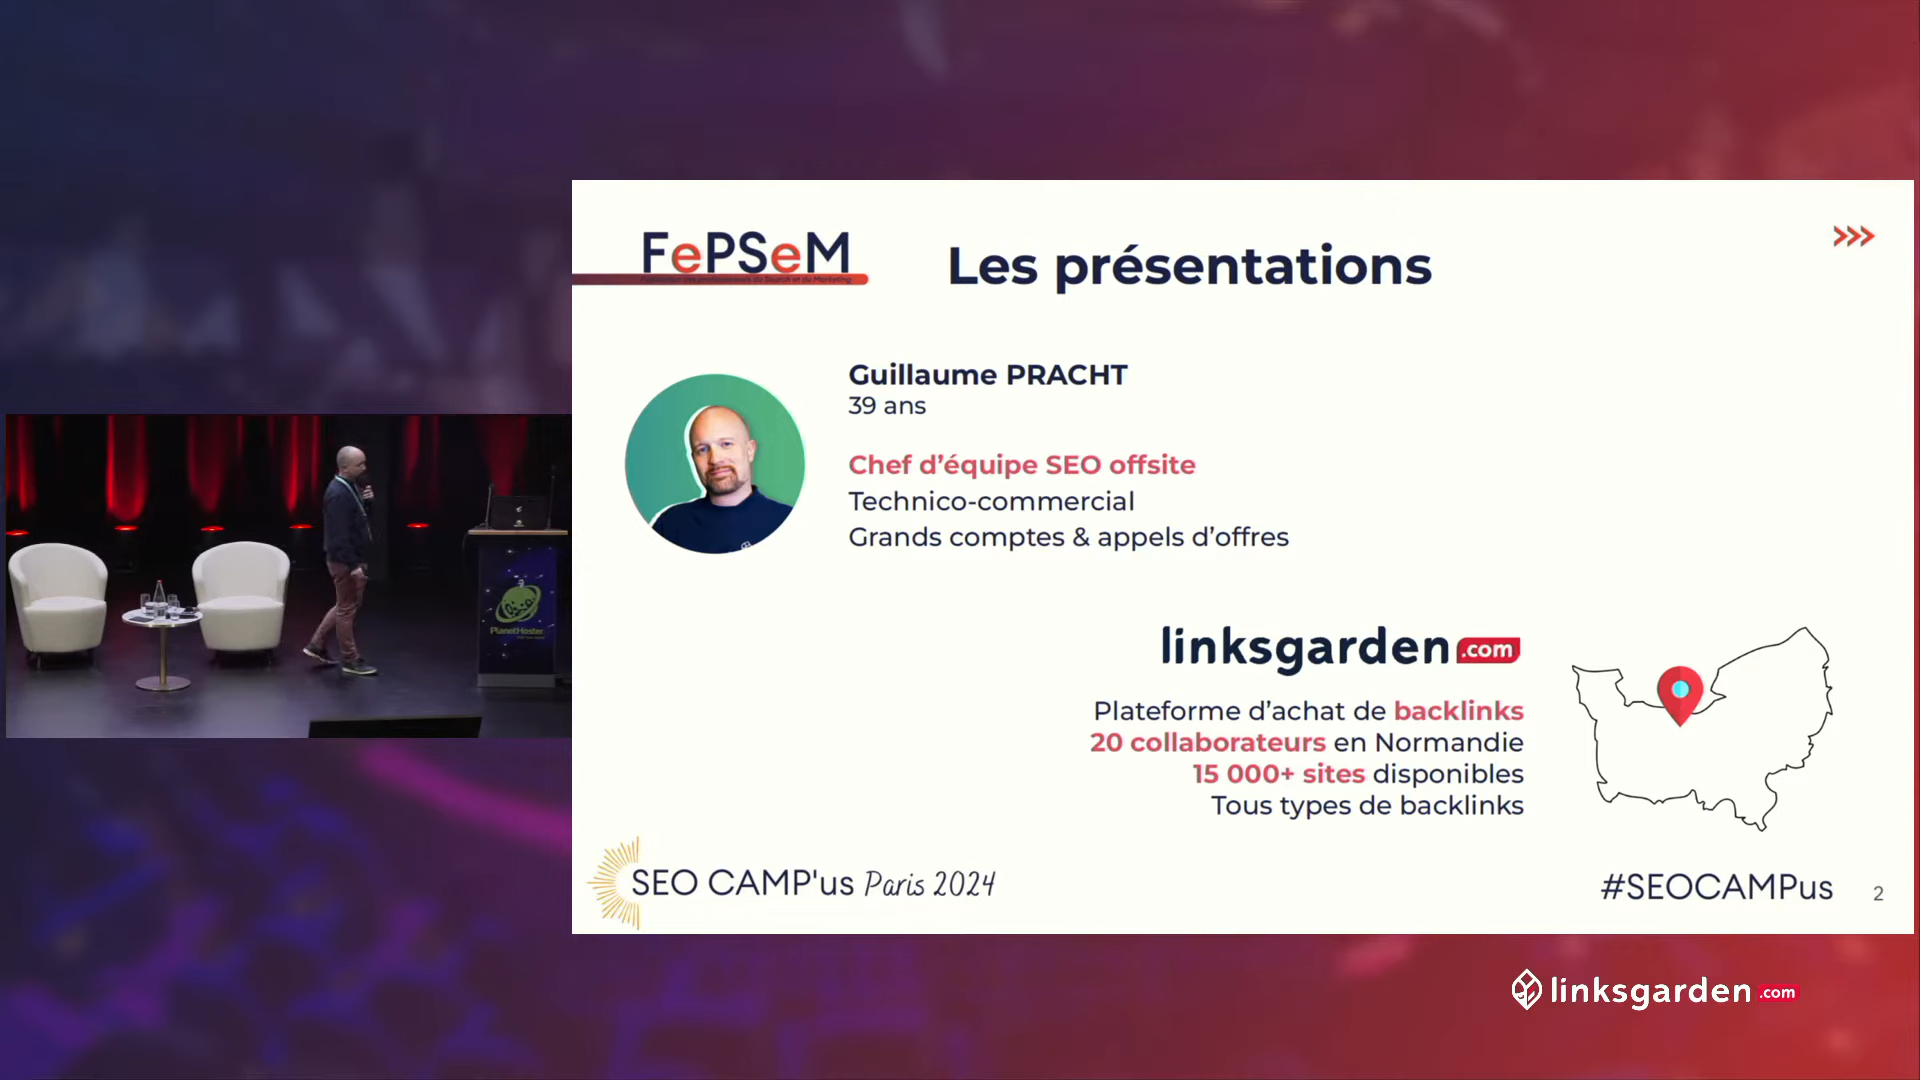 FePSeM
Les présentations
Guillaume PRACHT
39 ans
Chef d’équipe SEO offsite
Technico-commercial
Grands comptes & appels d’offres
linksgarden.com
Plateforme d’achat de backlinks
20 collaborateurs en Normandie
15 000+ sites disponibles
Tous types de backlinks
SEO CAMP'us Paris 2024
#SEOCAMPus
2
PlanetHoster
linksgarden.com